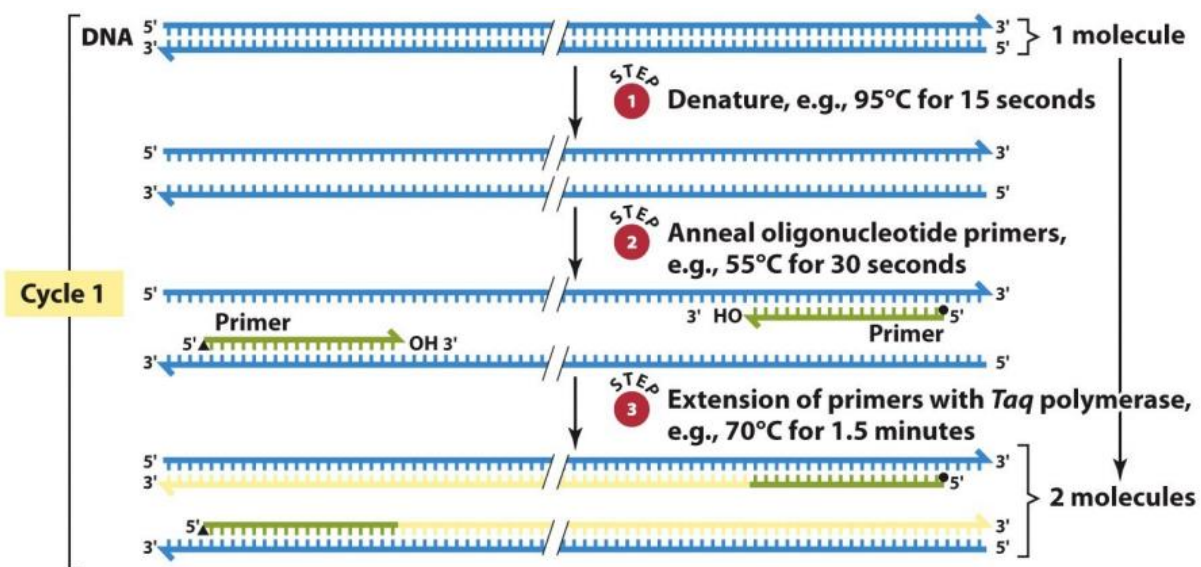 DNA
5'
3'
3'
5'
1 molecule
STEP
1
Denature, e.g., 95°C for 15 seconds
5'
3'
3'
5'
STEP
2
Anneal oligonucleotide primers,
e.g., 55°C for 30 seconds
Cycle 1
5'
3'
3' HO
5'
Primer
Primer
5'
OH 3'
3'
5'
STEP
3
Extension of primers with Taq polymerase,
e.g., 70°C for 1.5 minutes
5'
3'
3'
5'
2 molecules
5'
3'
3'
5'